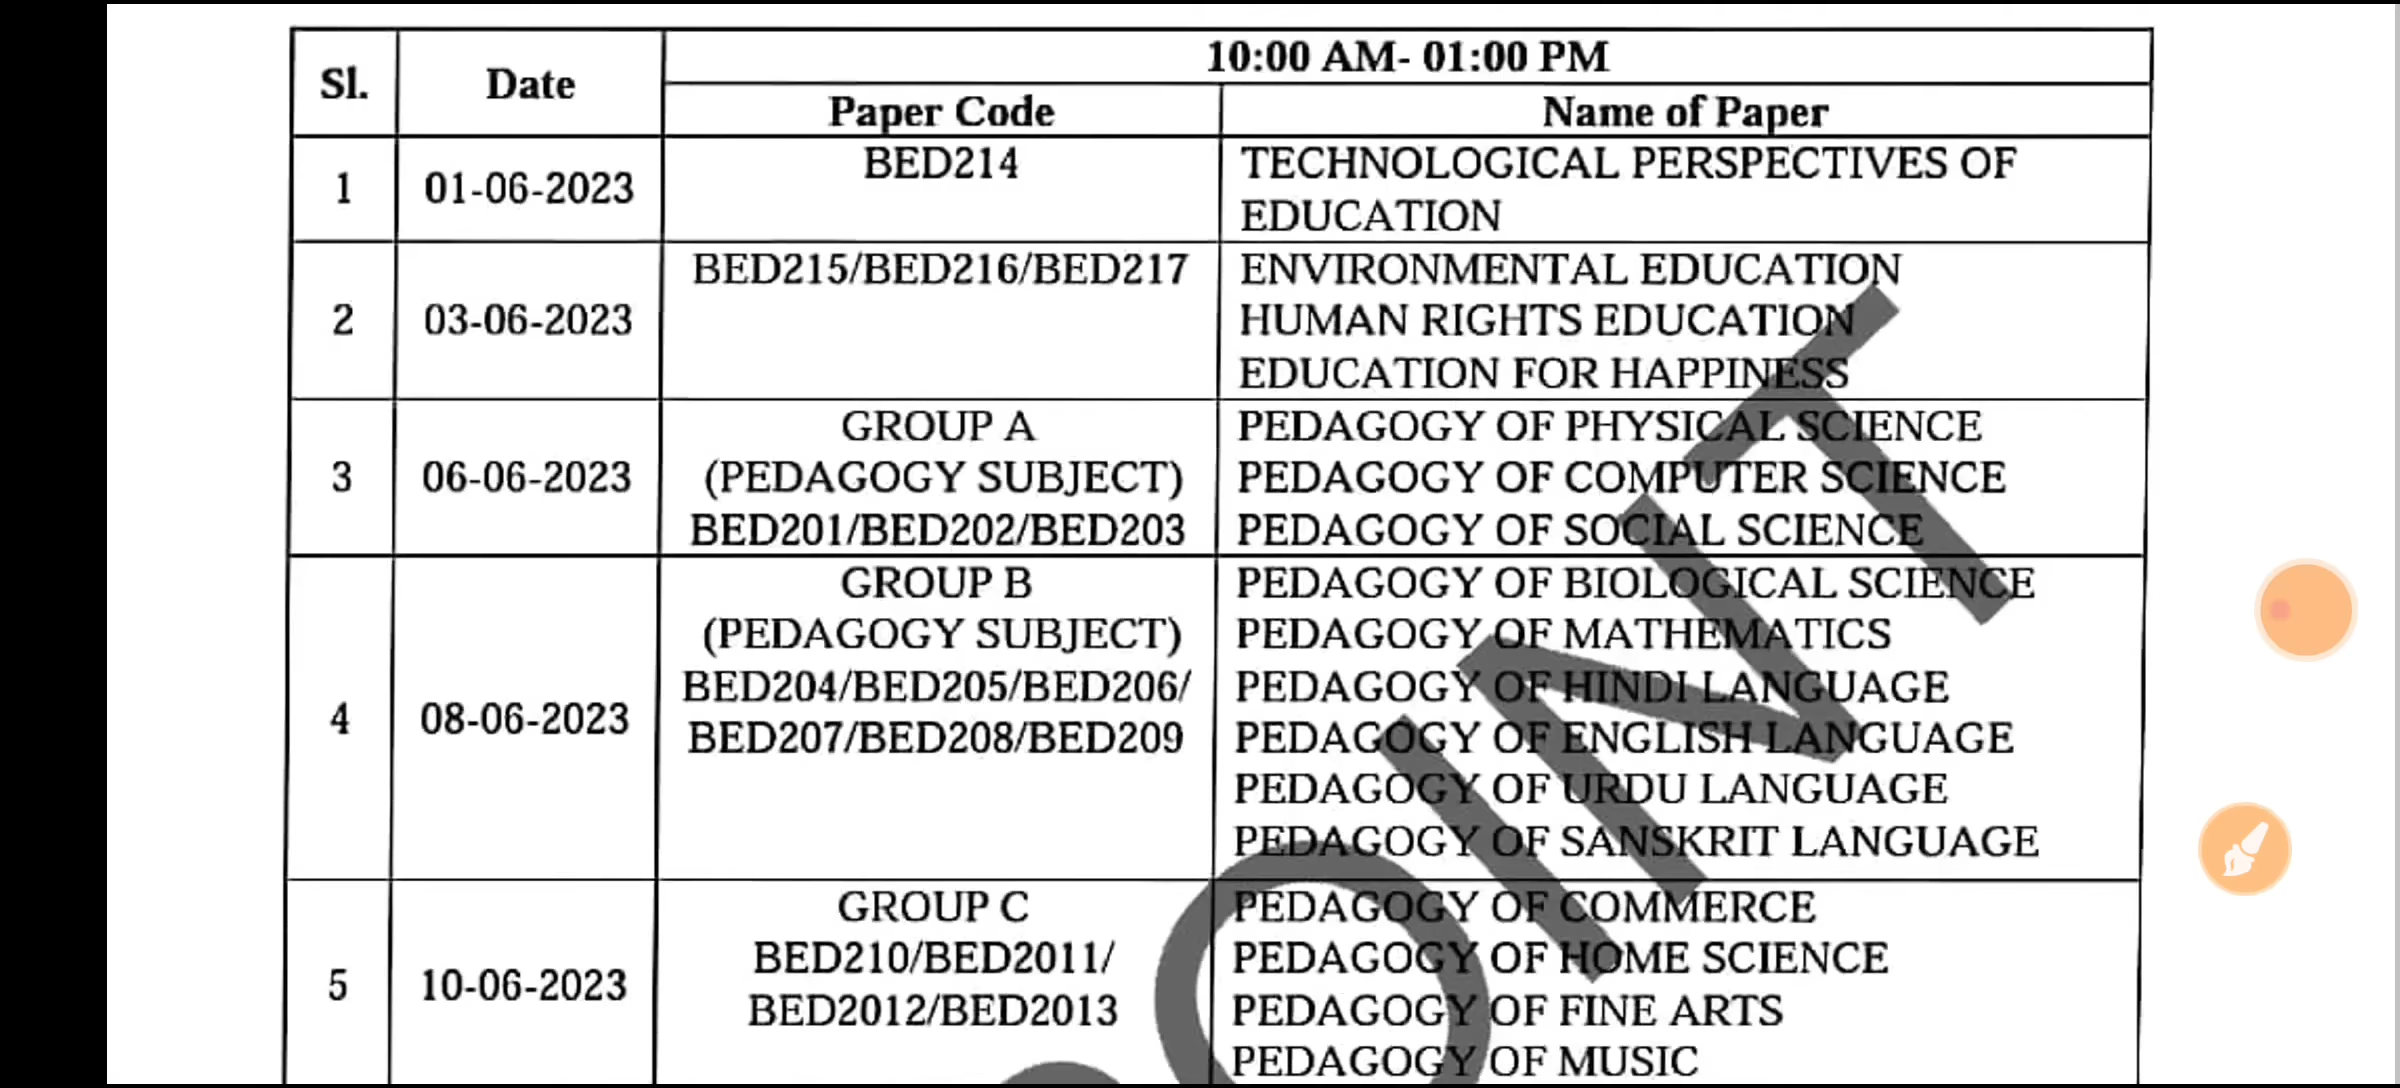 Sl.
Date
10:00 AM- 01:00 PM
Paper Code
Name of Paper
1
01-06-2023
BED214
TECHNOLOGICAL PERSPECTIVES OF
EDUCATION
2
03-06-2023
BED215/BED216/BED217
ENVIRONMENTAL EDUCATION
HUMAN RIGHTS EDUCATION
EDUCATION FOR HAPPINESS
3
06-06-2023
GROUP A
(PEDAGOGY SUBJECT)
BED201/BED202/BED203
PEDAGOGY OF PHYSICAL SCIENCE
PEDAGOGY OF COMPUTER SCIENCE
PEDAGOGY OF SOCIAL SCIENCE
4
08-06-2023
GROUP B
(PEDAGOGY SUBJECT)
BED204/BED205/BED206/
BED207/BED208/BED209
PEDAGOGY OF BIOLOGICAL SCIENCE
PEDAGOGY OF MATHEMATICS
PEDAGOGY OF HINDI LANGUAGE
PEDAGOGY OF ENGLISH LANGUAGE
PEDAGOGY OF URDU LANGUAGE
PEDAGOGY OF SANSKRIT LANGUAGE
5
10-06-2023
GROUP C
BED210/BED2011/
BED2012/BED2013
PEDAGOGY OF COMMERCE
PEDAGOGY OF HOME SCIENCE
PEDAGOGY OF FINE ARTS
PEDAGOGY OF MUSIC